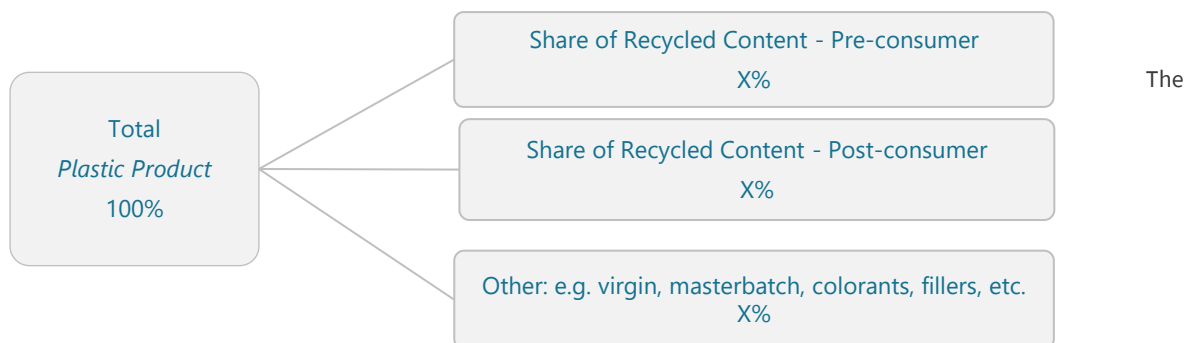 Total
Plastic Product
100%
Share of Recycled Content - Pre-consumer
X%
Share of Recycled Content - Post-consumer
X%
Other: e.g. virgin, masterbatch, colorants, fillers, etc.
X%
The